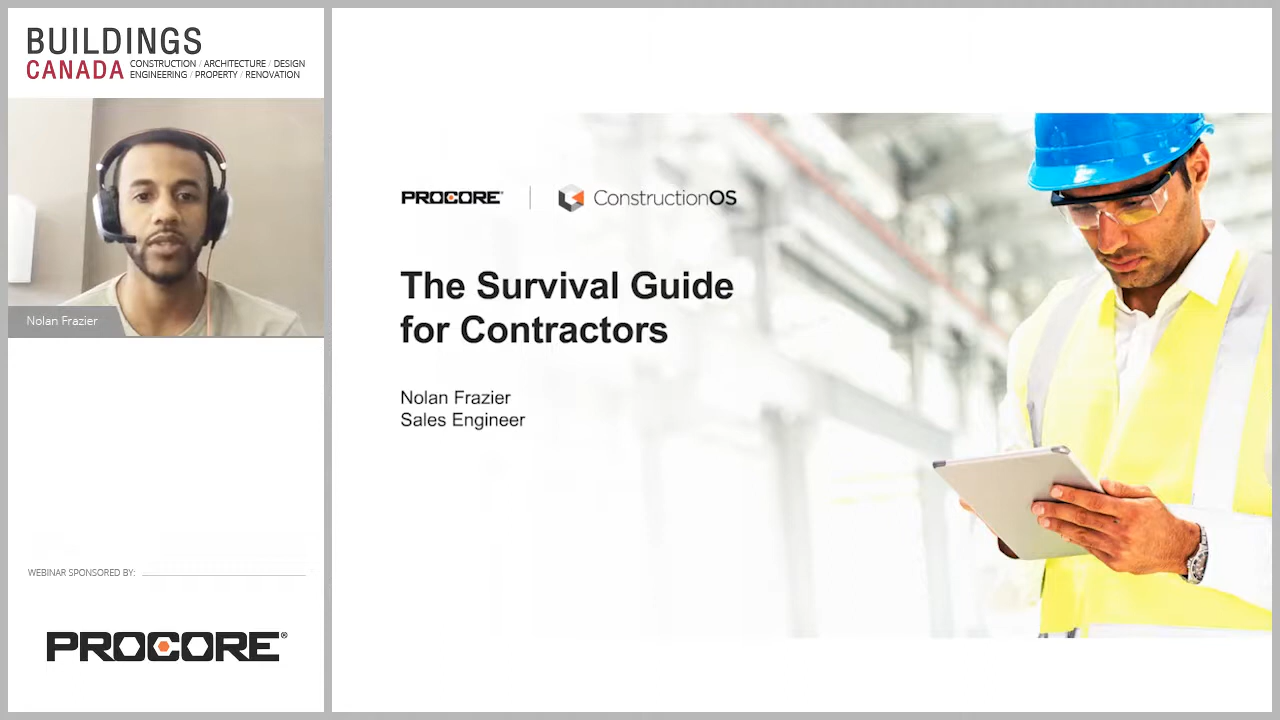 BUILDINGS
CANADA CONSTRUCTION / ARCHITECTURE / DESIGN
ENGINEERING / PROPERTY / RENOVATION
Nolan Frazier
WEBINAR SPONSORED BY:
PROCORE®
PROCORE® | ConstructionOS
The Survival Guide
for Contractors
Nolan Frazier
Sales Engineer